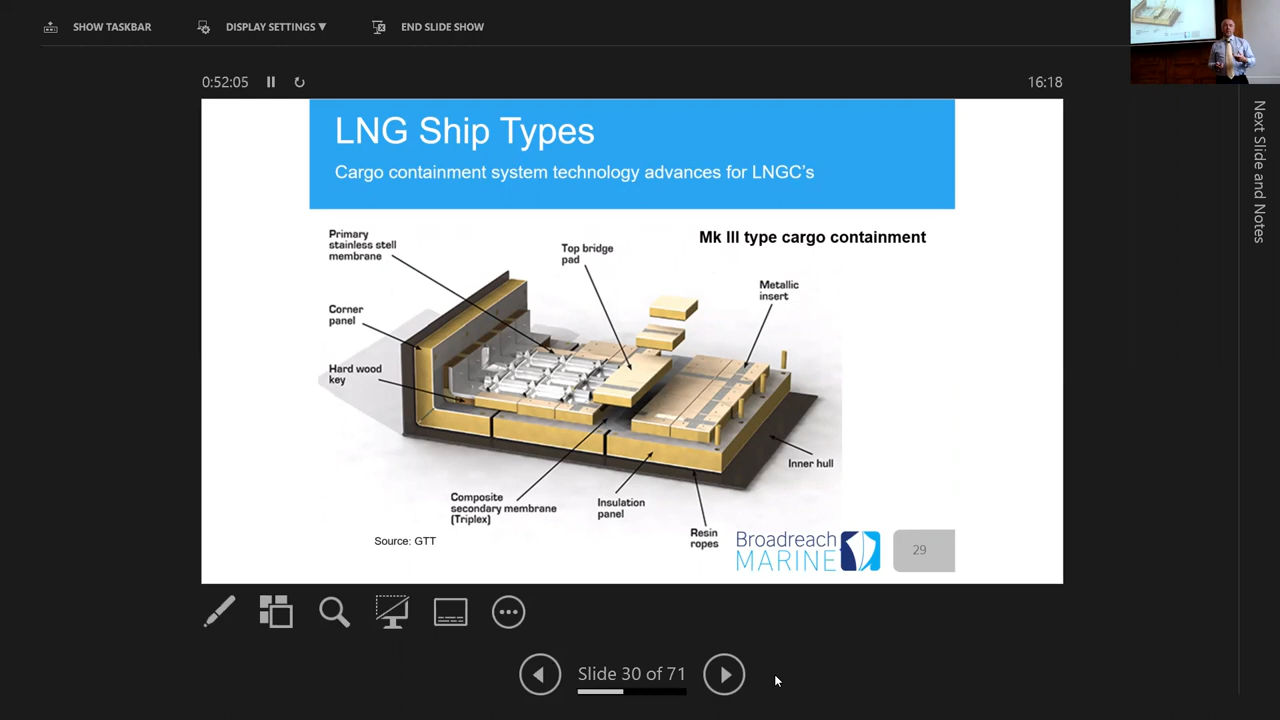 SHOW TASKBAR
DISPLAY SETTINGS ▼
END SLIDE SHOW
0:52:05
16:18
Next Slide and Notes
LNG Ship Types
Cargo containment system technology advances for LNGC's
Mk III type cargo containment
Primary
stainless stell
membrane
Top bridge
pad
Metallic
insert
Corner
panel
Hard wood
key
Inner hull
Composite
secondary membrane
(Triplex)
Insulation
panel
Resin
ropes
Source: GTT
Broadreach
MARINE
29
Slide 30 of 71